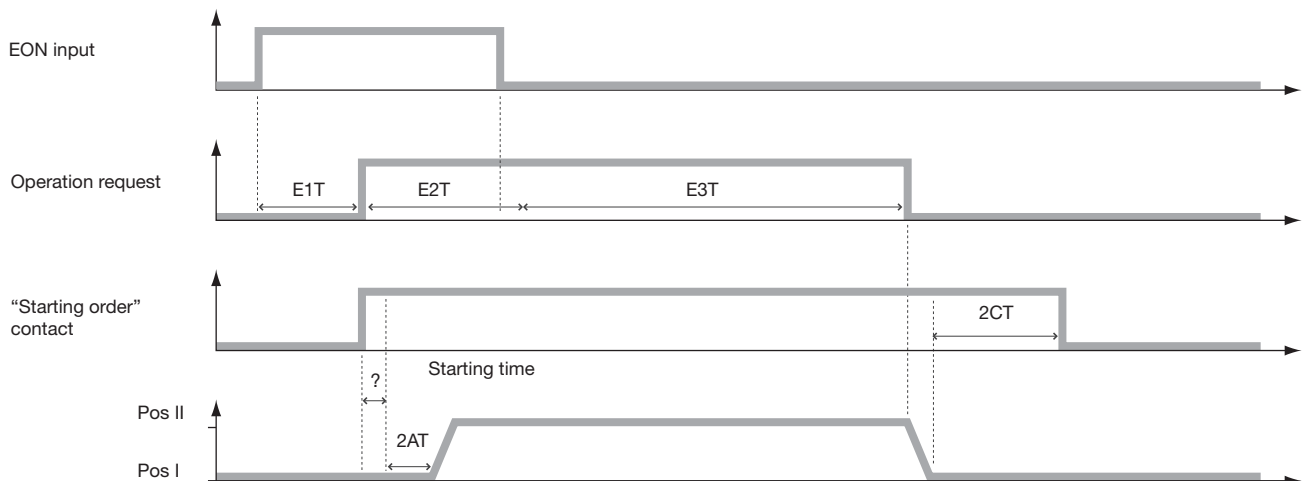 EON input
Operation request
E1T
E2T
E3T
“Starting order”
contact
2CT
Starting time
?
Pos II
2AT
Pos I